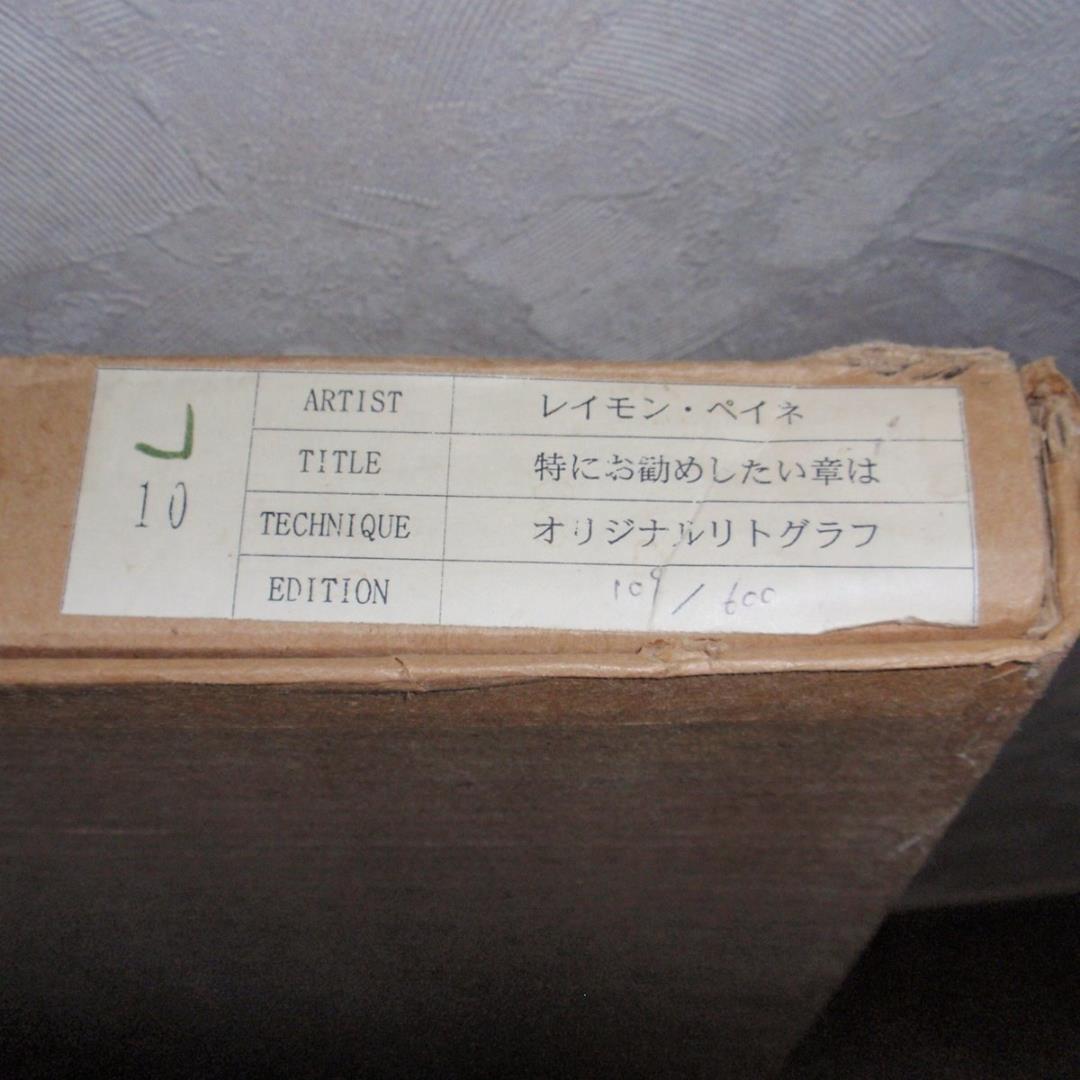 J
10
ARTIST レイモン・ペイネ
TITLE 特にお勧めしたい章は
TECHNIQUE オリジナルリトグラフ
EDITION 109/600